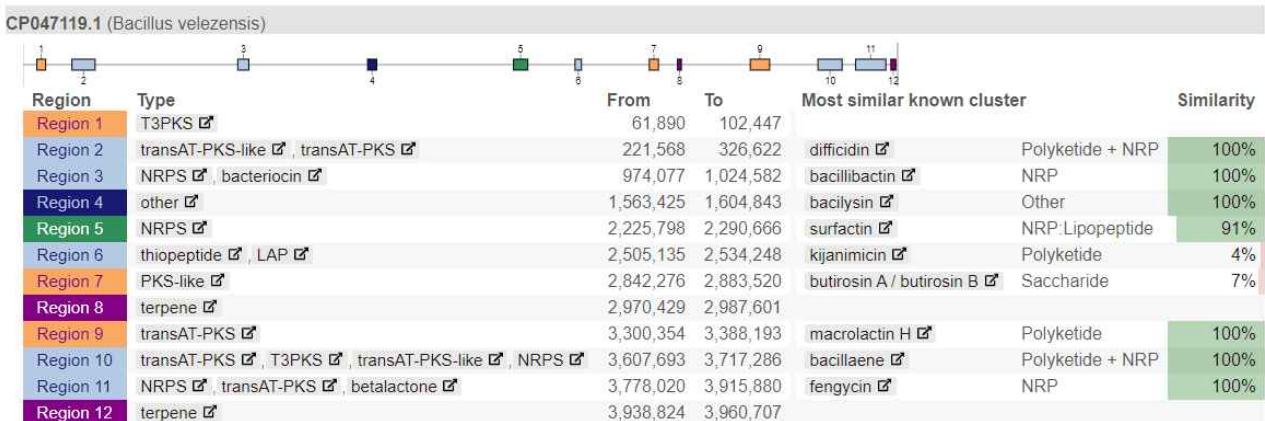 CP047119.1 (Bacillus velezensis)
1 3 5 7 9 11
2 4 6 8 10 12
Region Type From To Most similar known cluster Similarity
Region 1 T3PKS 61,890 102,447
Region 2 transAT-PKS-like , transAT-PKS 221,568 326,622 difficidin Polyketide + NRP 100%
Region 3 NRPS , bacteriocin 974,077 1,024,582 bacillibactin NRP 100%
Region 4 other 1,563,425 1,604,843 bacilysin Other 100%
Region 5 NRPS 2,225,798 2,290,666 surfactin NRP:Lipopeptide 91%
Region 6 thiopeptide , LAP 2,505,135 2,534,248 kijanimicin Polyketide 4%
Region 7 PKS-like 2,842,276 2,883,520 butirosin A / butirosin B Saccharide 7%
Region 8 terpene 2,970,429 2,987,601
Region 9 transAT-PKS 3,300,354 3,388,193 macrolactin H Polyketide 100%
Region 10 transAT-PKS , T3PKS , transAT-PKS-like , NRPS 3,607,693 3,717,286 bacillaene Polyketide + NRP 100%
Region 11 NRPS , transAT-PKS , betalactone 3,778,020 3,915,880 fengycin NRP 100%
Region 12 terpene 3,938,824 3,960,707